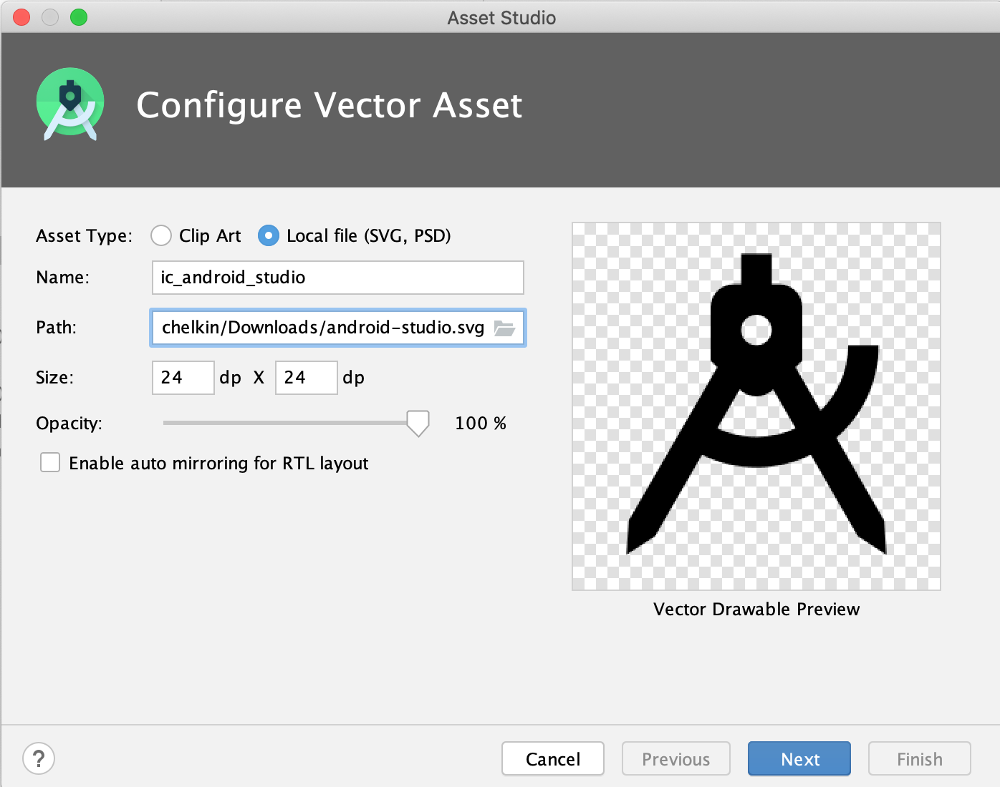 Asset Studio
Configure Vector Asset
Asset Type: Clip Art Local file (SVG, PSD)
Name: ic_android_studio
Path: chelkin/Downloads/android-studio.svg
Size: 24 dp X 24 dp
Opacity: 100 %
Enable auto mirroring for RTL layout
Vector Drawable Preview
? Cancel Previous Next Finish